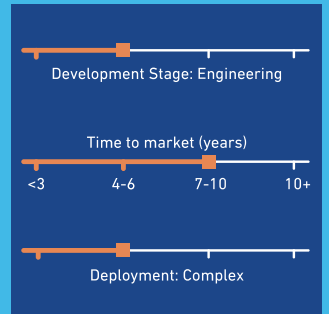 Development Stage: Engineering
Time to market (years)
<3 4-6 7-10 10+
Deployment: Complex